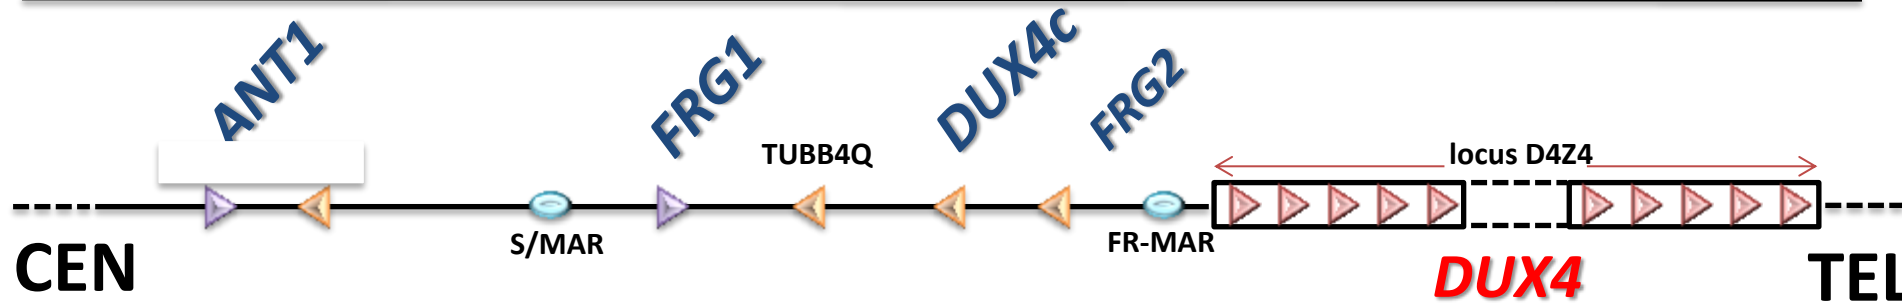 ANT1
FRG1
DUX4c
FRG2
TUBB4Q
locus D4Z4
S/MAR
FR-MAR
CEN
DUX4
TEL